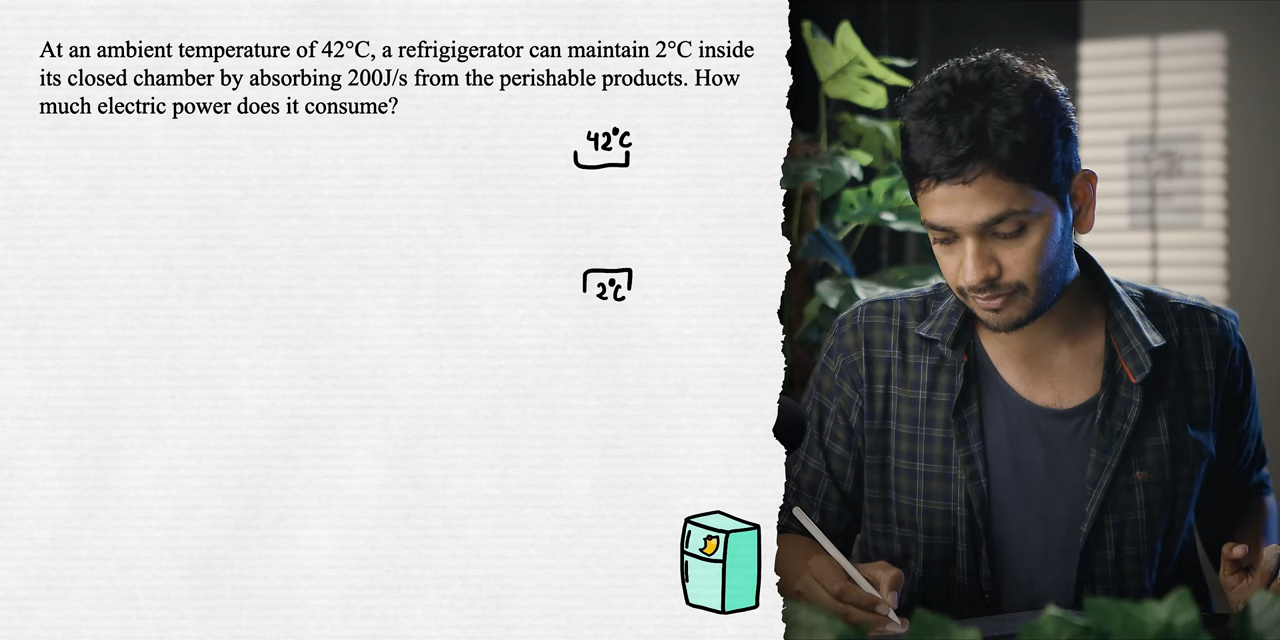 At an ambient temperature of 42°C, a refrigigerator can maintain 2°C inside
its closed chamber by absorbing 200J/s from the perishable products. How
much electric power does it consume?
42°C
2°C